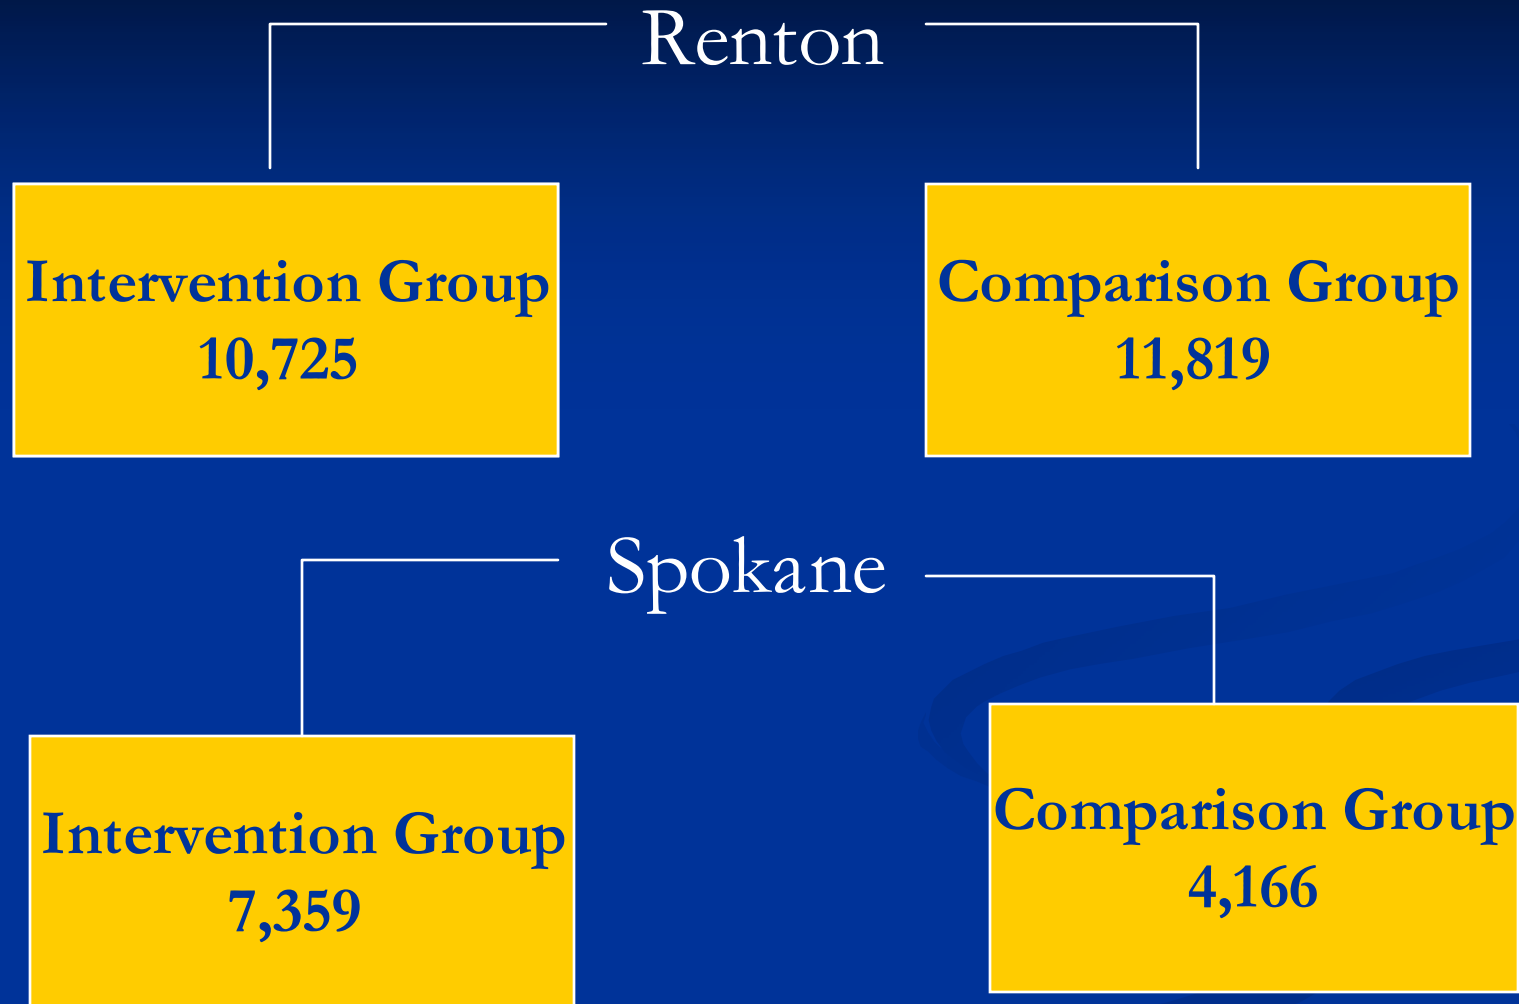 Renton
Intervention Group
10,725
Comparison Group
11,819
Spokane
Intervention Group
7,359
Comparison Group
4,166